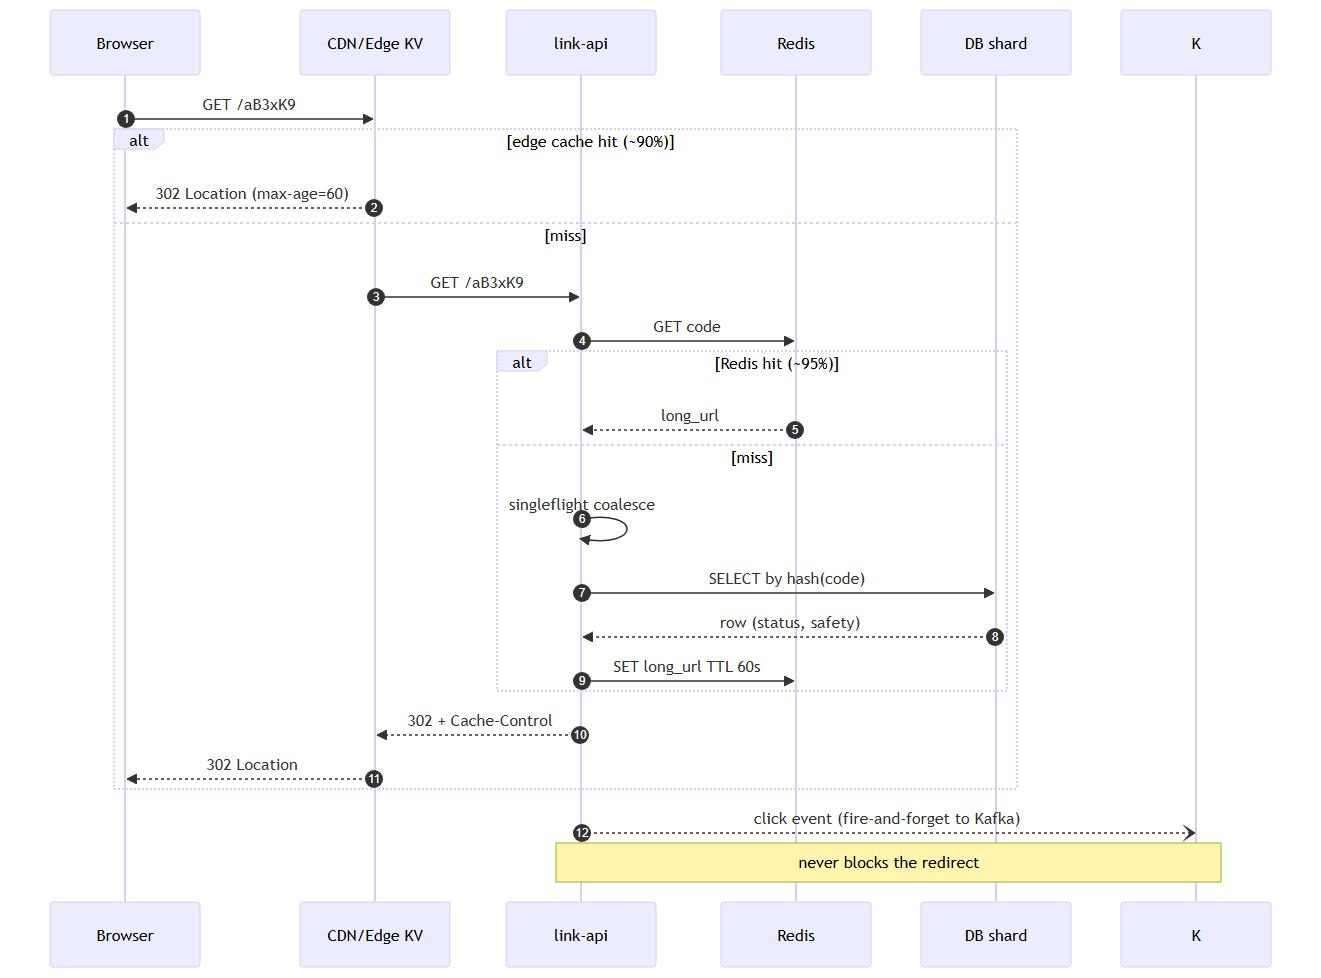 Browser
CDN/Edge KV
link-api
Redis
DB shard
K
GET /aB3xK9
1
alt
[edge cache hit (~90%)]
302 Location (max-age=60)
2
[miss]
GET /aB3xK9
3
GET code
4
alt
[Redis hit (~95%)]
long_url
5
[miss]
singleflight coalesce
6
SELECT by hash(code)
7
row (status, safety)
8
SET long_url TTL 60s
9
302 + Cache-Control
10
302 Location
11
click event (fire-and-forget to Kafka)
12
never blocks the redirect
Browser
CDN/Edge KV
link-api
Redis
DB shard
K